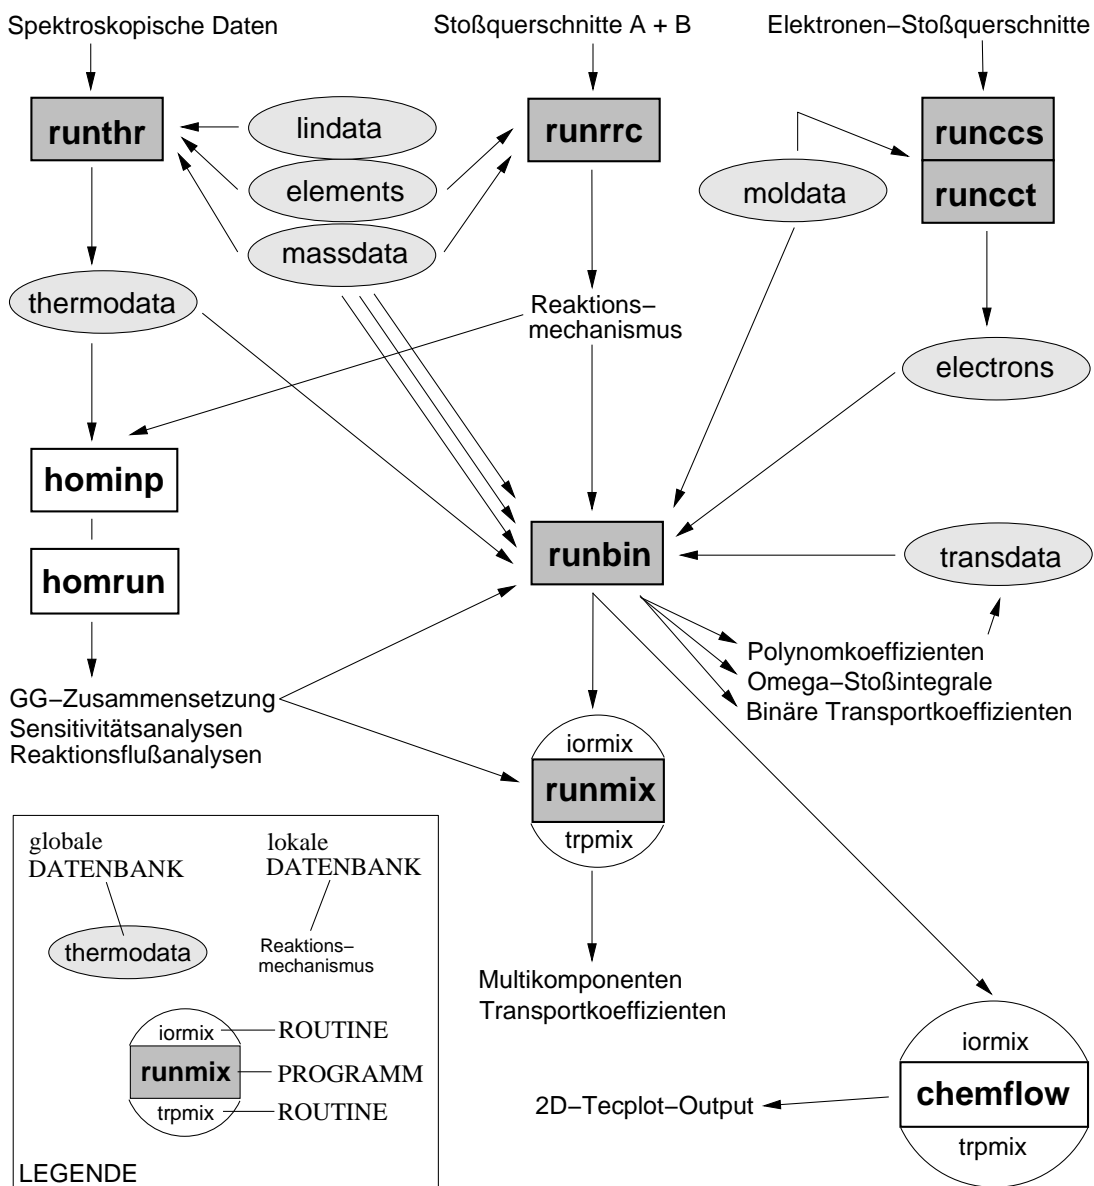 Spektroskopische Daten
Stoßquerschnitte A + B
Elektronen−Stoßquerschnitte
runthr
lindata
elements
massdata
runrrc
moldata
runccs
runcct
thermodata
Reaktions−
mechanismus
electrons
hominp
homrun
runbin
transdata
GG−Zusammensetzung
Sensitivitätsanalysen
Reaktionsflußanalysen
Polynomkoeffizienten
Omega−Stoßintegrale
Binäre Transportkoeffizienten
iormix
runmix
trpmix
Multikomponenten
Transportkoeffizienten
iormix
chemflow
trpmix
2D−Tecplot−Output
globale
DATENBANK
lokale
DATENBANK
thermodata
Reaktions−
mechanismus
iormix
ROUTINE
runmix
PROGRAMM
trpmix
ROUTINE
LEGENDE